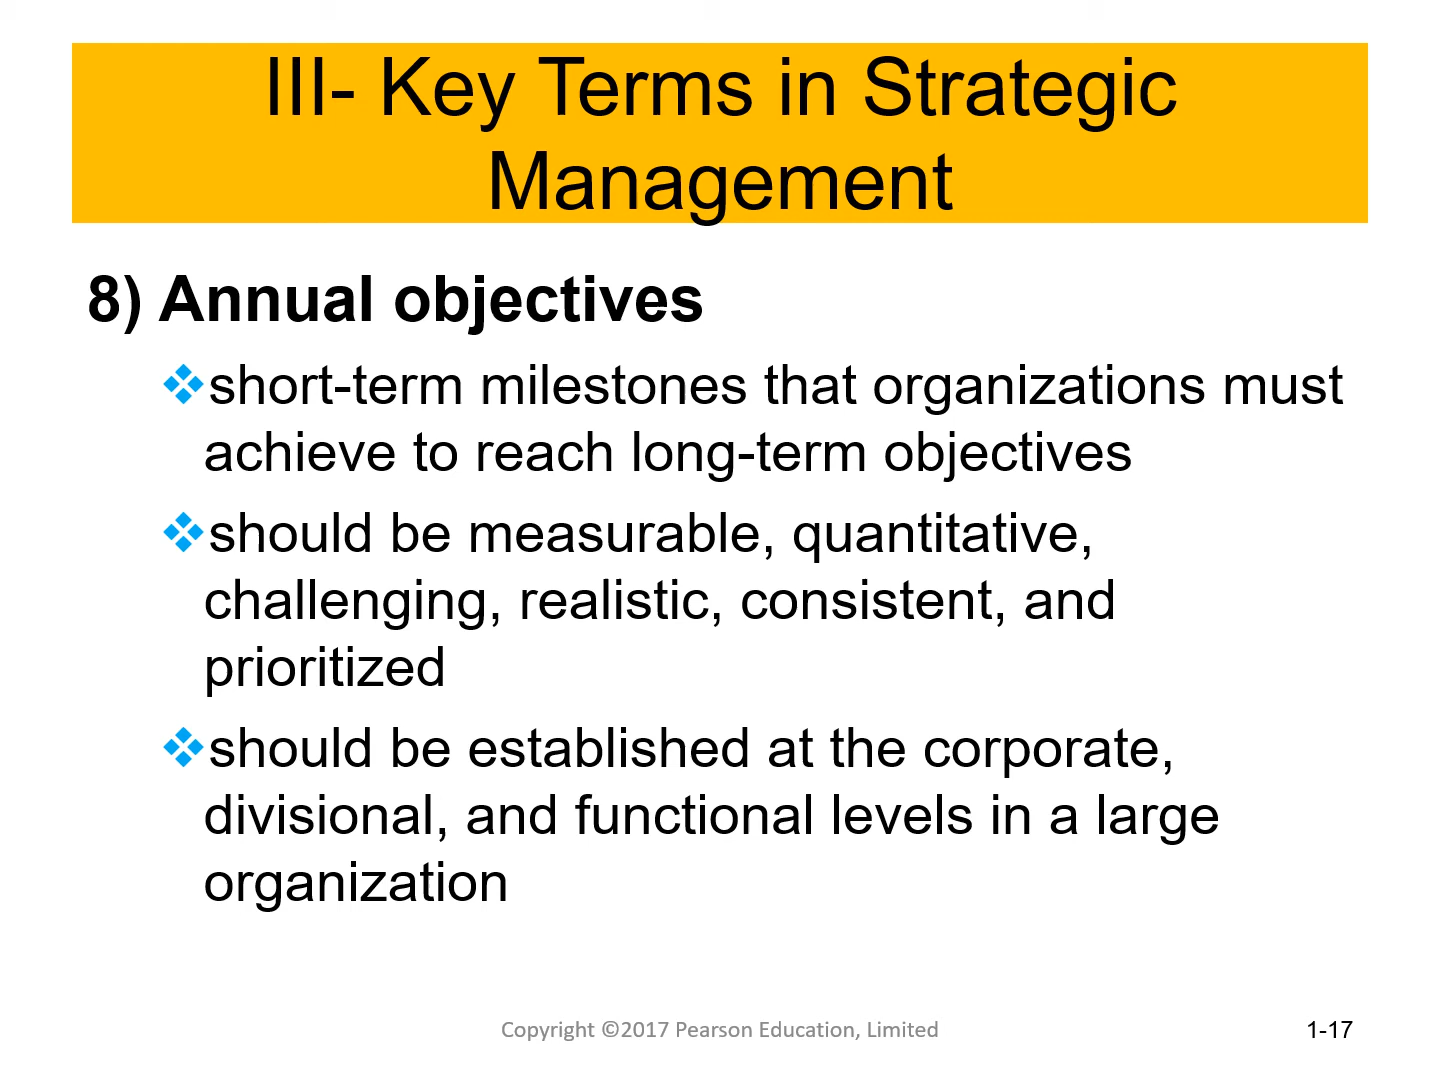 III- Key Terms in Strategic
Management
8) Annual objectives
❖short-term milestones that organizations must
achieve to reach long-term objectives
❖should be measurable, quantitative,
challenging, realistic, consistent, and
prioritized
❖should be established at the corporate,
divisional, and functional levels in a large
organization
Copyright ©2017 Pearson Education, Limited
1-17